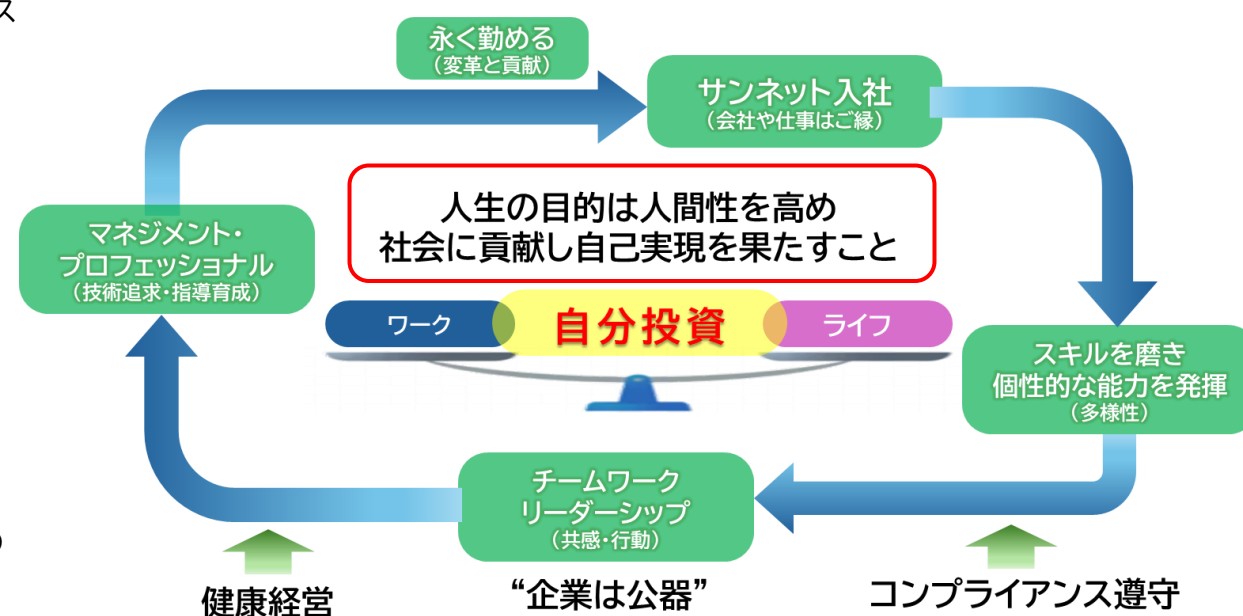 ス
永く勤める
(変革と貢献)
サンネット入社
(会社や仕事はご縁)
人生の目的は人間性を高め
社会に貢献し自己実現を果たすこと
マネジメント・
プロフェッショナル
(技術追求・指導育成)
ワーク
自分投資
ライフ
スキルを磨き
個性的な能力を発揮
(多様性)
チームワーク
リーダーシップ
(共感・行動)
健康経営
“企業は公器”
コンプライアンス遵守